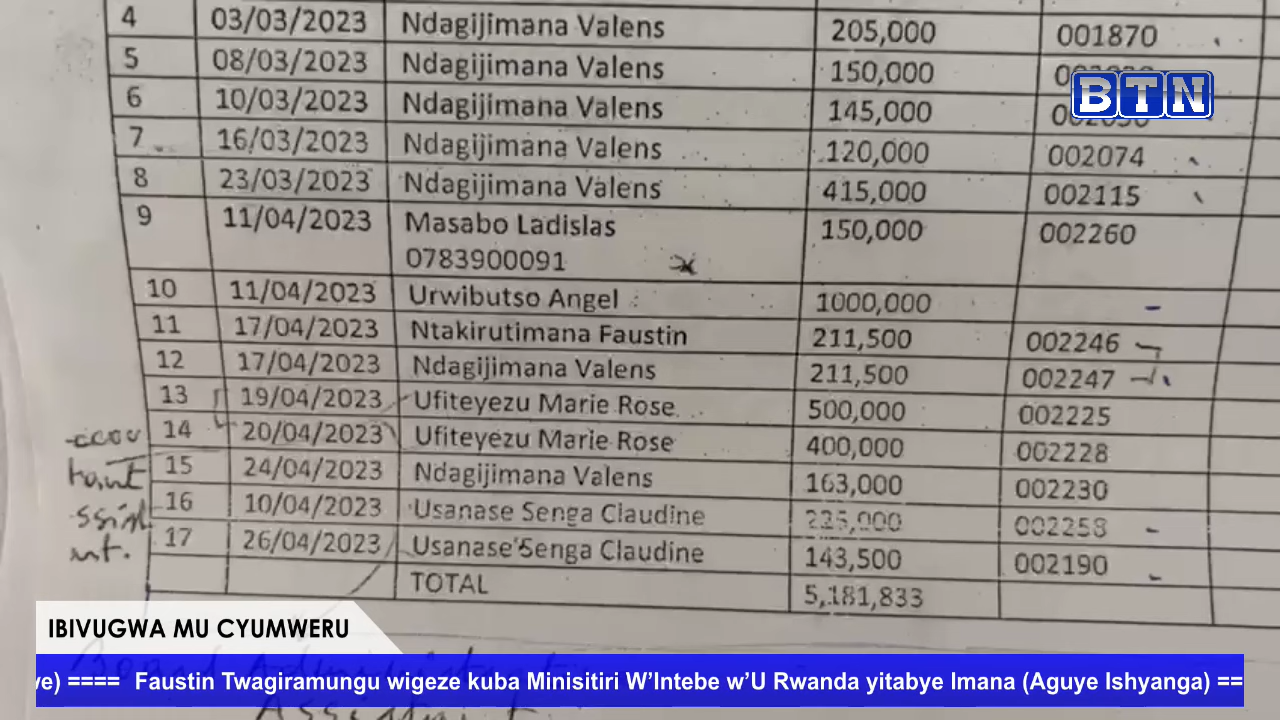 4 03/03/2023 Ndagijimana Valens 205,000 001870
5 08/03/2023 Ndagijimana Valens 150,000
BTN
6 10/03/2023 Ndagijimana Valens 145,000
7 16/03/2023 Ndagijimana Valens 120,000 002074
8 23/03/2023 Ndagijimana Valens 415,000 002115
9 11/04/2023 Masabo Ladislas 150,000 002260
0783900091
10 11/04/2023 Urwibutso Angel 1000,000
11 17/04/2023 Ntakirutimana Faustin 211,500 002246
12 17/04/2023 Ndagijimana Valens 211,500 002247
13 19/04/2023 Ufiteyezu Marie Rose 500,000 002225
14 20/04/2023 Ufiteyezu Marie Rose 400,000 002228
15 24/04/2023 Ndagijimana Valens 163,000 002230
16 10/04/2023 Usanase Senga Claudine 002258
17 26/04/2023 Usanase Senga Claudine 143,500 002190
TOTAL 5,181,833
IBIVUGWA MU CYUMWERU
ye) ==== Faustin Twagiramungu wigeze kuba Minisitiri W'Intebe w'U Rwanda yitabye Imana (Aguye Ishyanga) ==